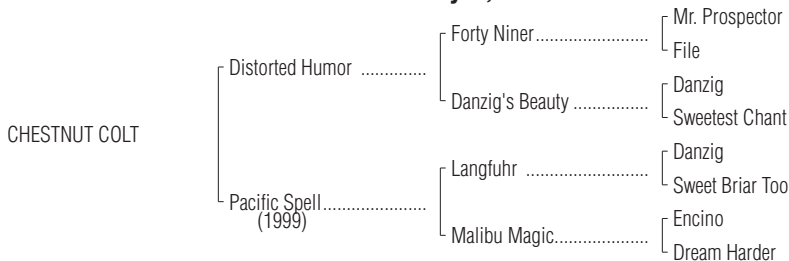 Mr. Prospector
Forty Niner......................
File
Distorted Humor ..............
Danzig
Danzig's Beauty ................
Sweetest Chant
CHESTNUT COLT
Danzig
Langfuhr ..........................
Sweet Briar Too
Pacific Spell......................
(1999)
Encino
Malibu Magic....................
Dream Harder